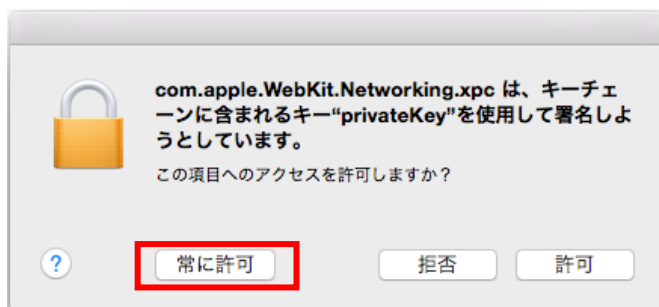 com.apple.WebKit.Networking.xpc は、キーチェ
ーンに含まれるキー“privateKey”を使用して署名しよ
うとしています。
この項目へのアクセスを許可しますか？
? 常に許可 拒否 許可